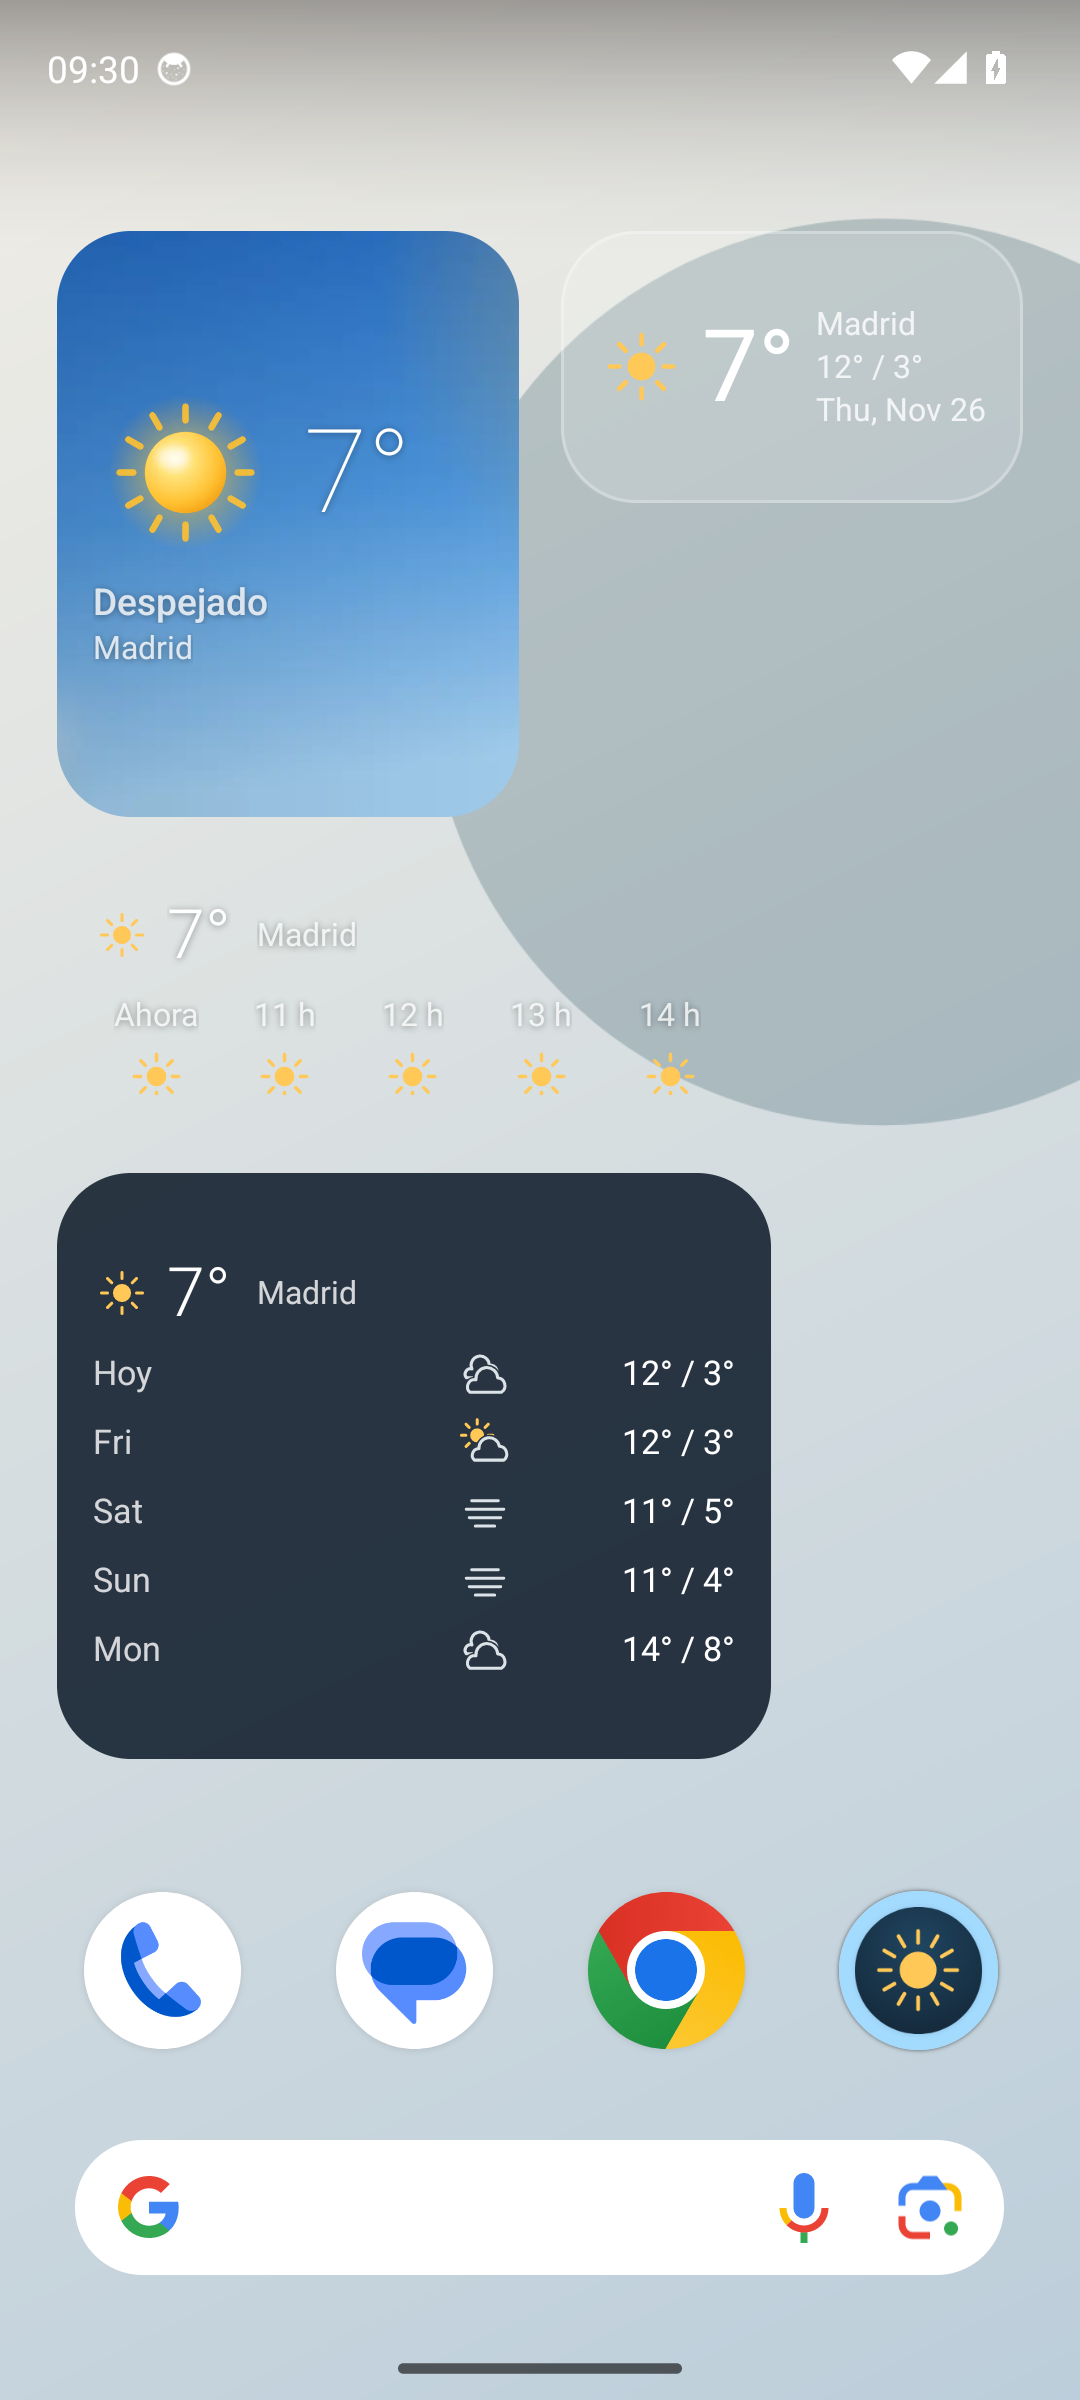 09:30
7°
Despejado
Madrid
7°
Madrid
12° / 3°
Thu, Nov 26
7° Madrid
Ahora 11 h 12 h 13 h 14 h
7° Madrid
Hoy 12° / 3°
Fri 12° / 3°
Sat 11° / 5°
Sun 11° / 4°
Mon 14° / 8°